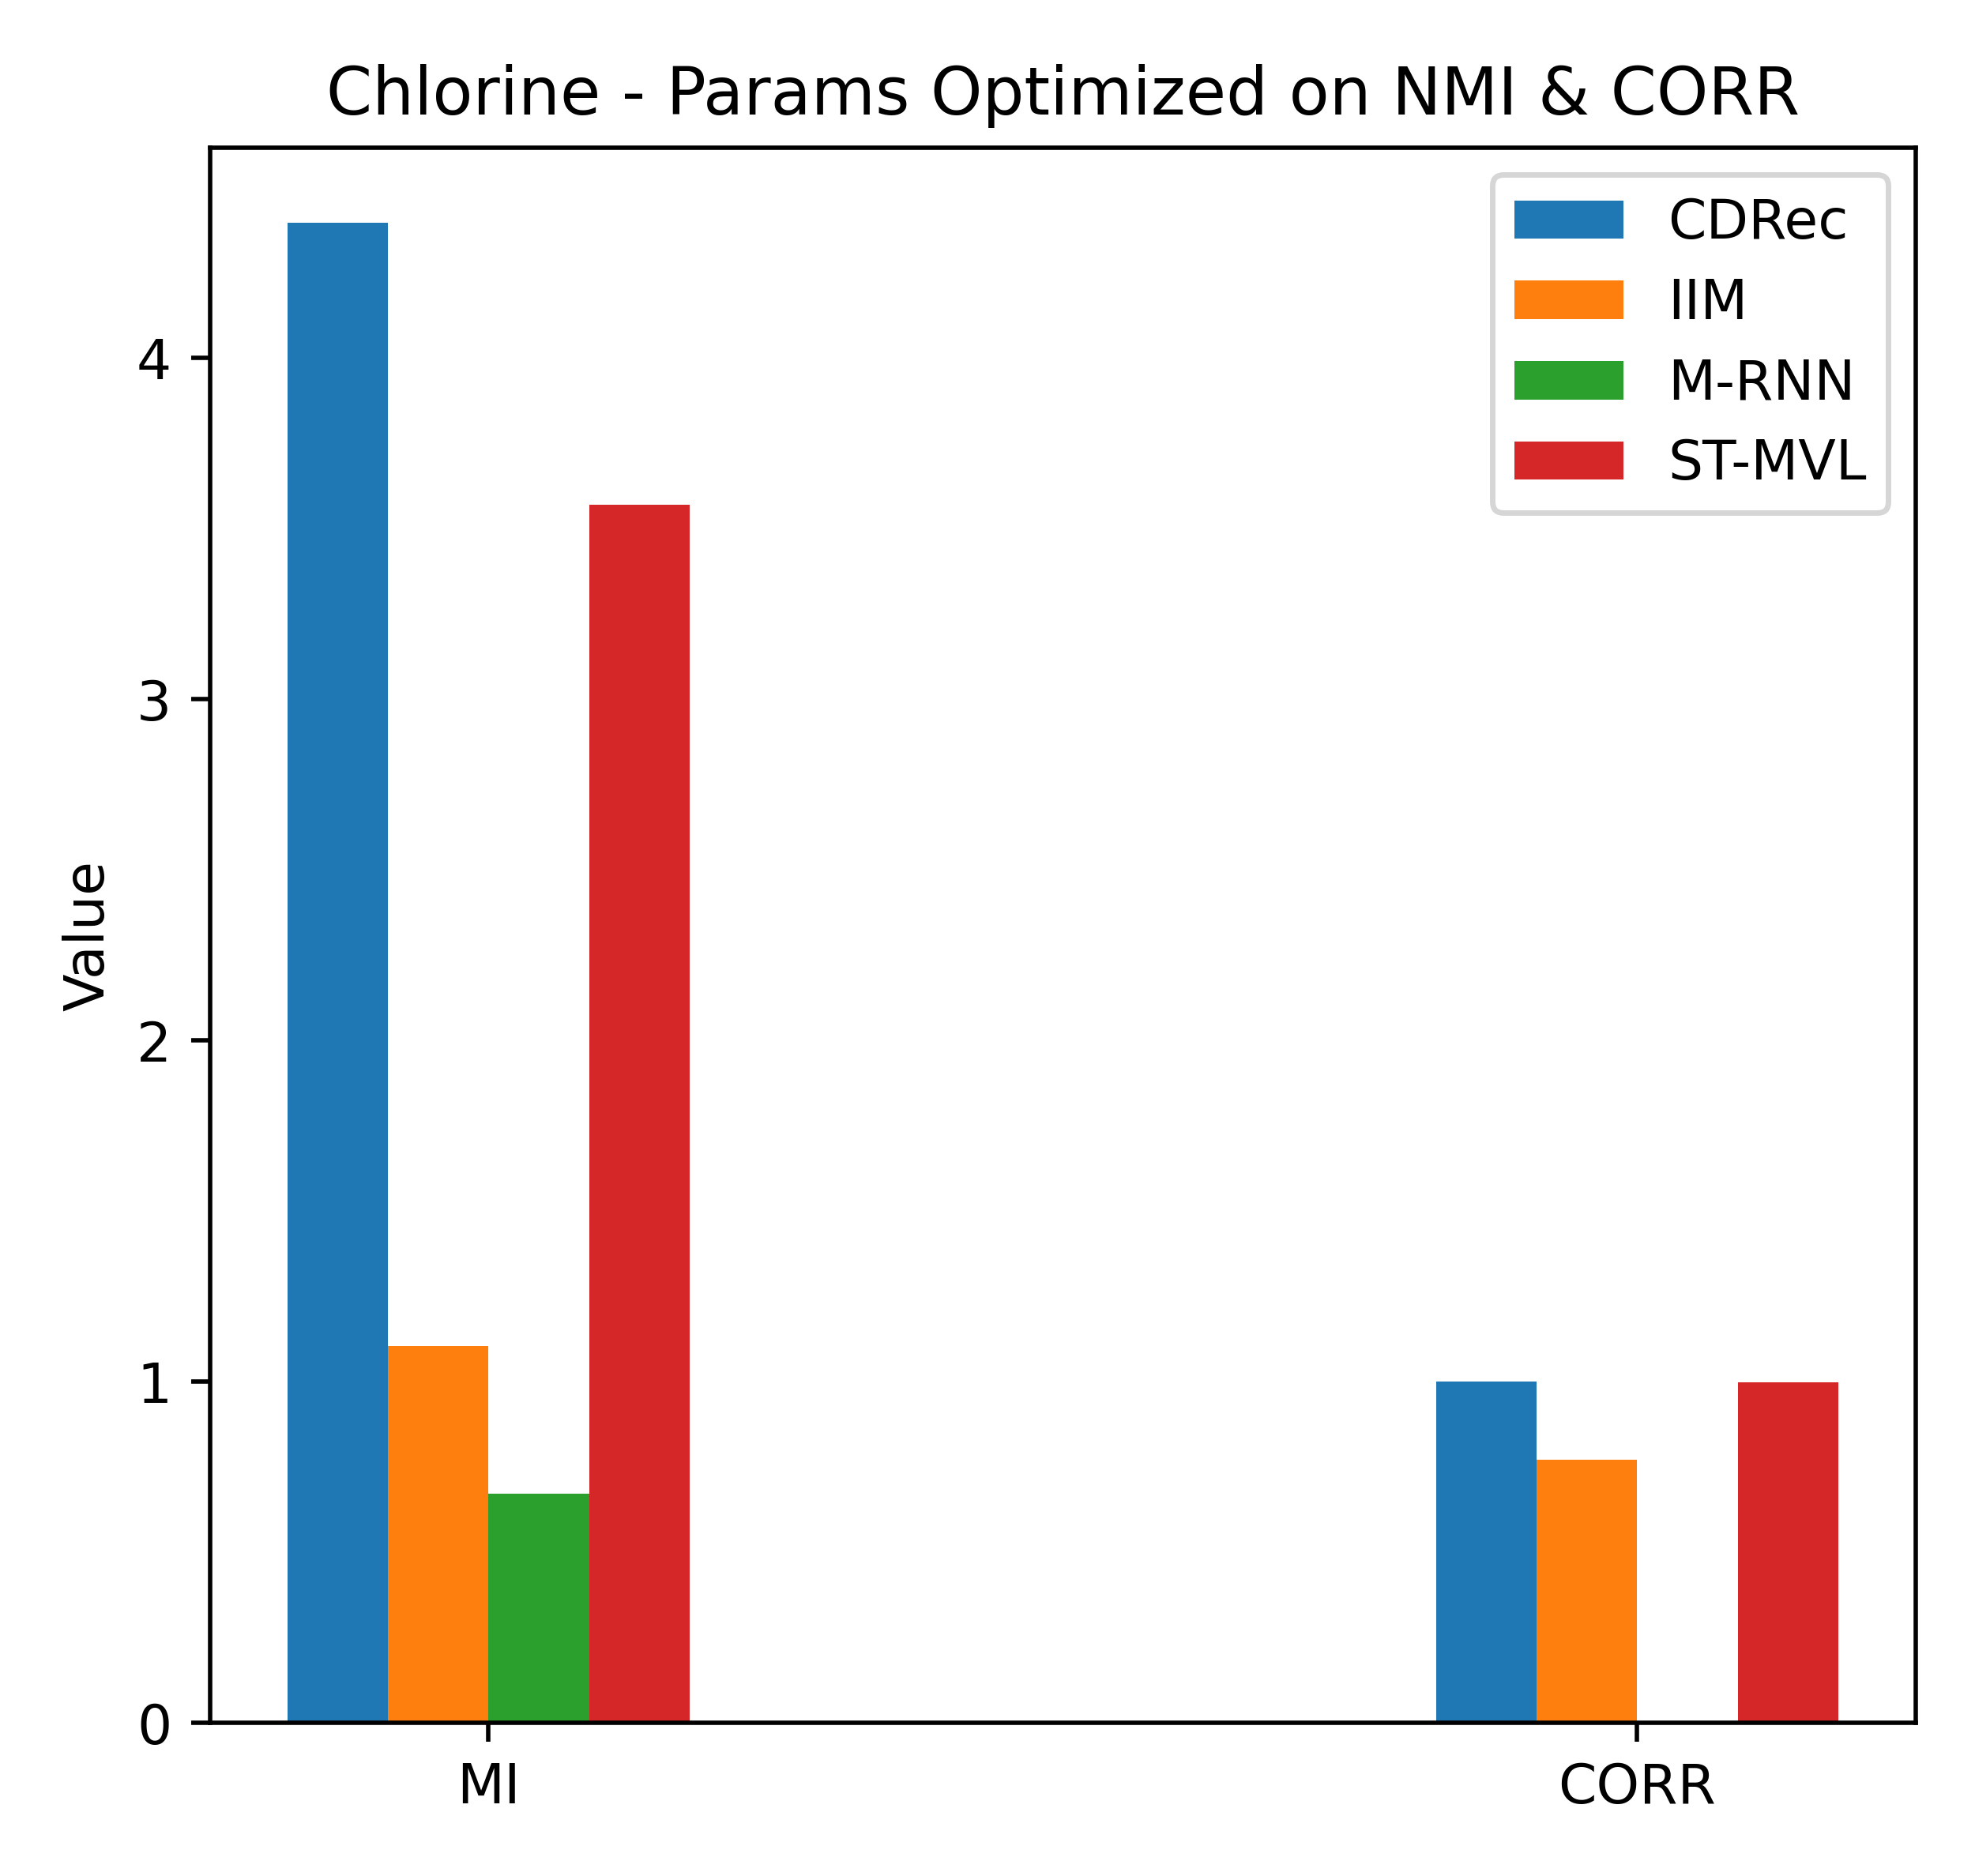 Chlorine - Params Optimized on NMI & CORR
CDRec
IIM
M-RNN
ST-MVL
Value
4
3
2
1
0
MI
CORR